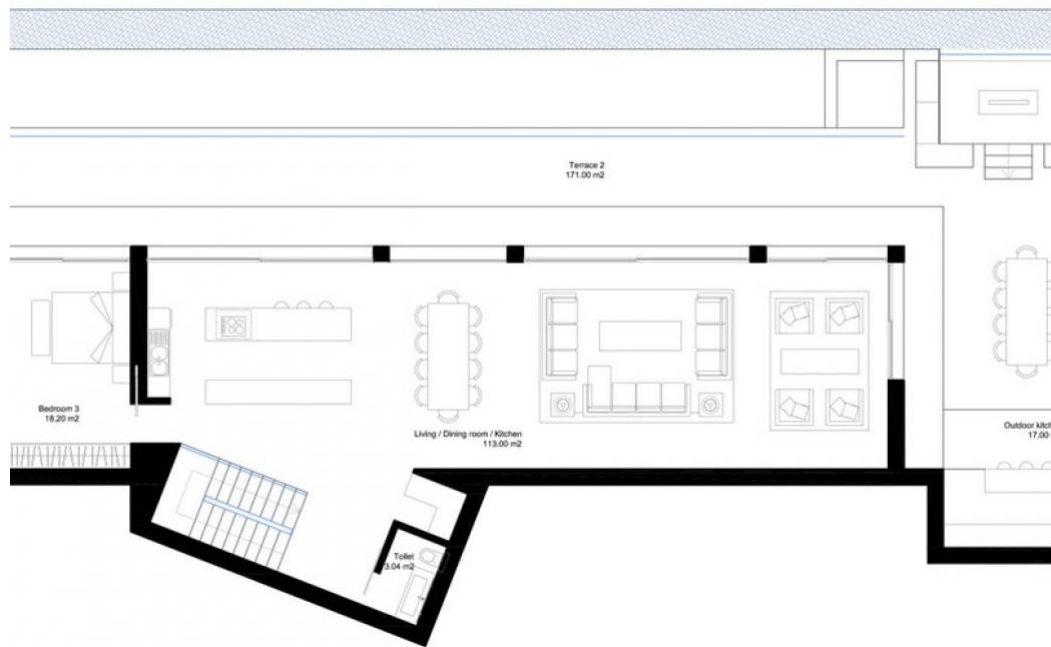 Terrace 2
171.00 m2
Bedroom 3
18.20 m2
Living / Dining room / Kitchen
113.00 m2
Outdoor
17.00
Toilet
3.04 m2